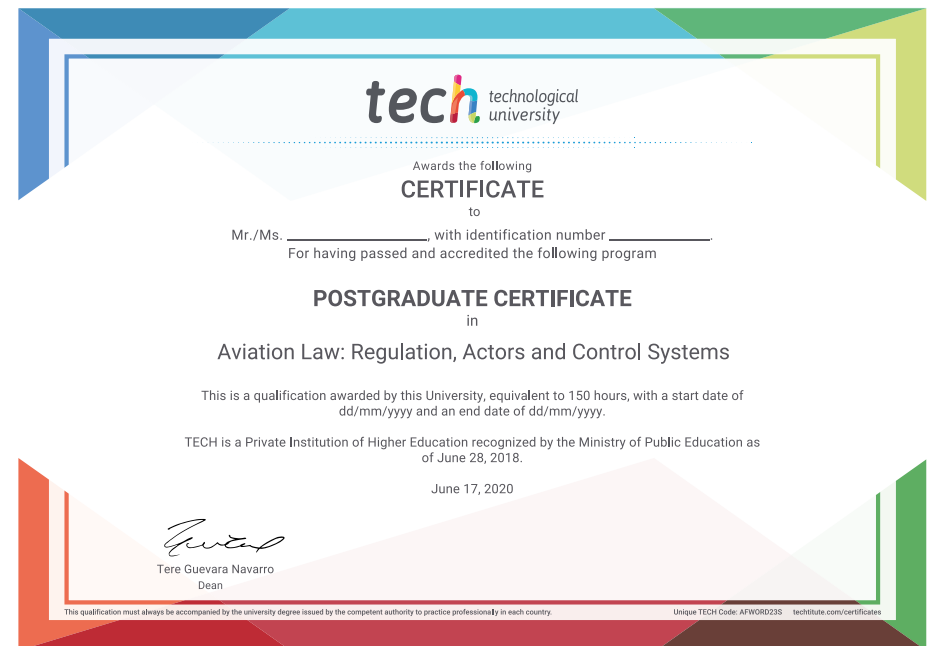 tech technological
university
Awards the following
CERTIFICATE
to
Mr./Ms. ____________________, with identification number ______________.
For having passed and accredited the following program
POSTGRADUATE CERTIFICATE
in
Aviation Law: Regulation, Actors and Control Systems
This is a qualification awarded by this University, equivalent to 150 hours, with a start date of
dd/mm/yyyy and an end date of dd/mm/yyyy.
TECH is a Private Institution of Higher Education recognized by the Ministry of Public Education as
of June 28, 2018.
June 17, 2020
Tere Guevara Navarro
Dean
This qualification must always be accompanied by the university degree issued by the competent authority to practice professionally in each country.
Unique TECH Code: AFWORD23S techtitute.com/certificates